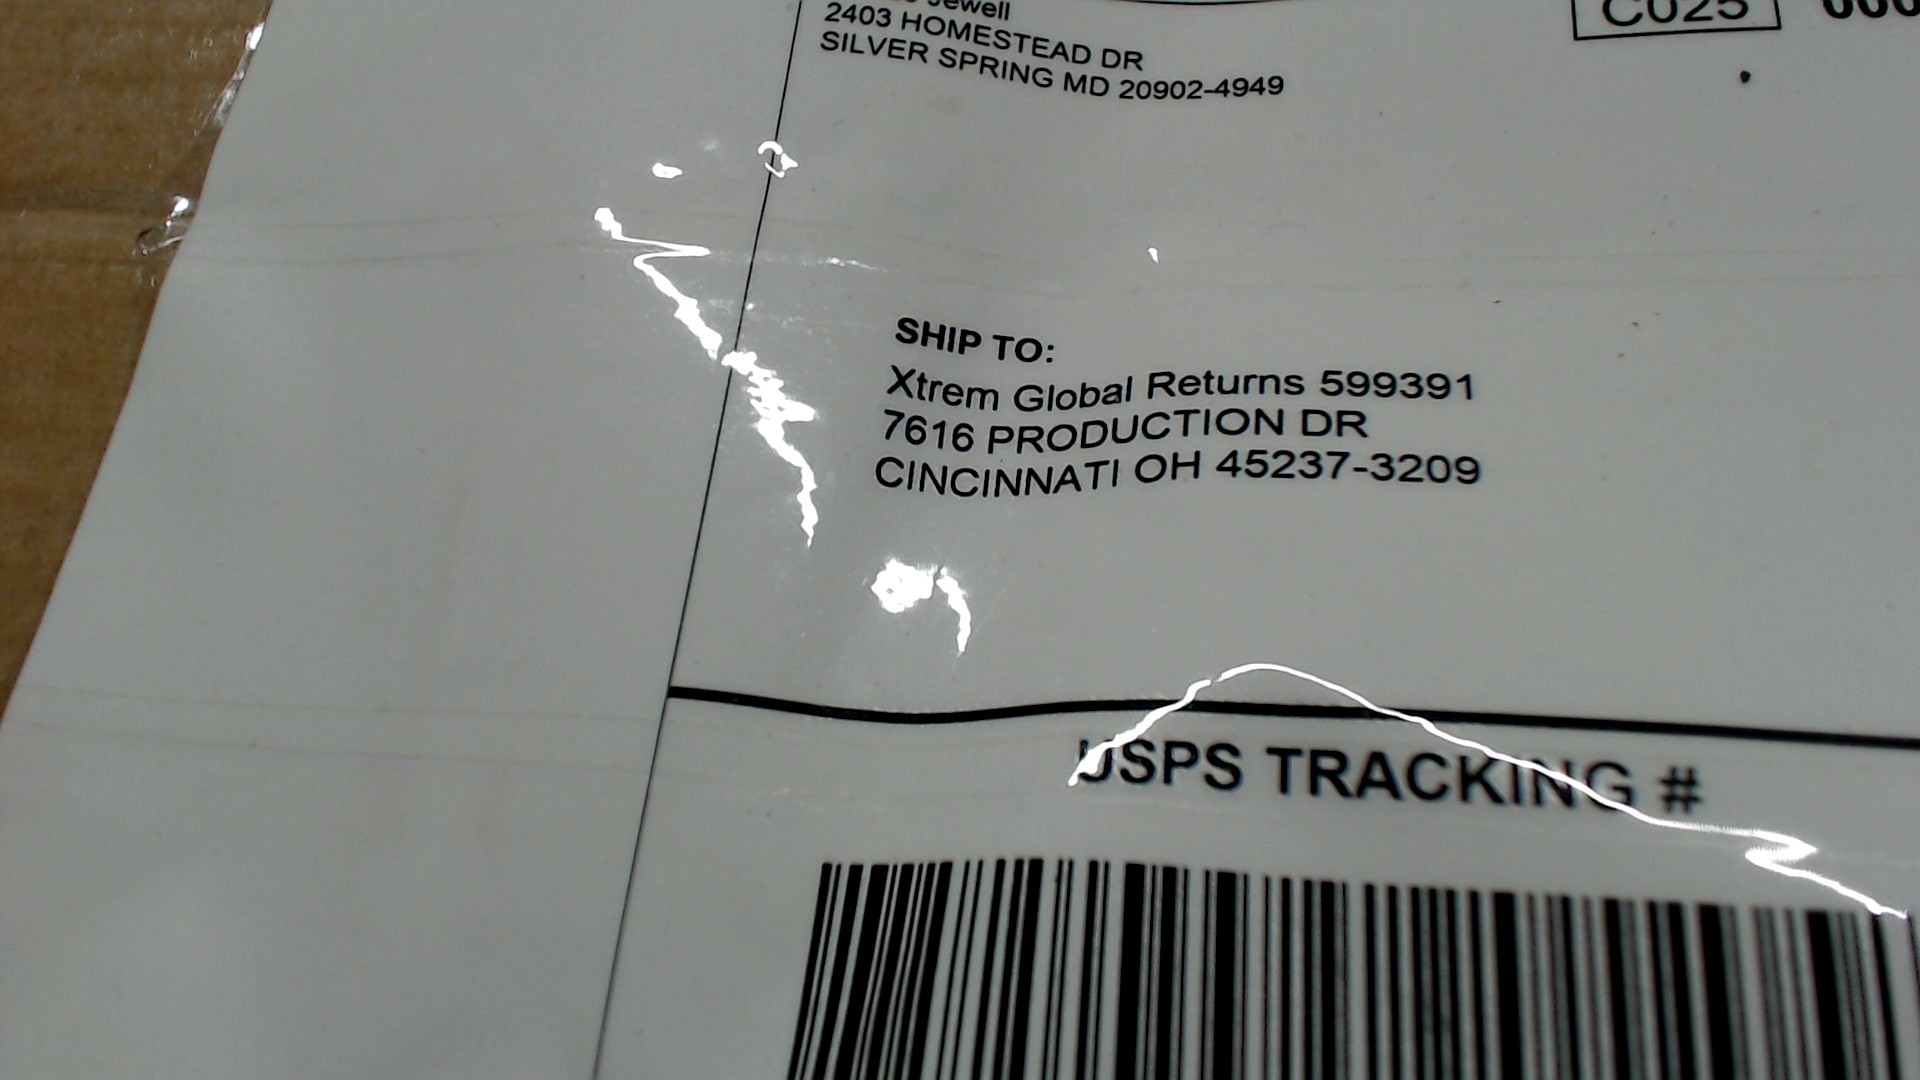 Jewell
2403 HOMESTEAD DR
SILVER SPRING MD 20902-4949
C025
SHIP TO:
Xtrem Global Returns 599391
7616 PRODUCTION DR
CINCINNATI OH 45237-3209
USPS TRACKING #